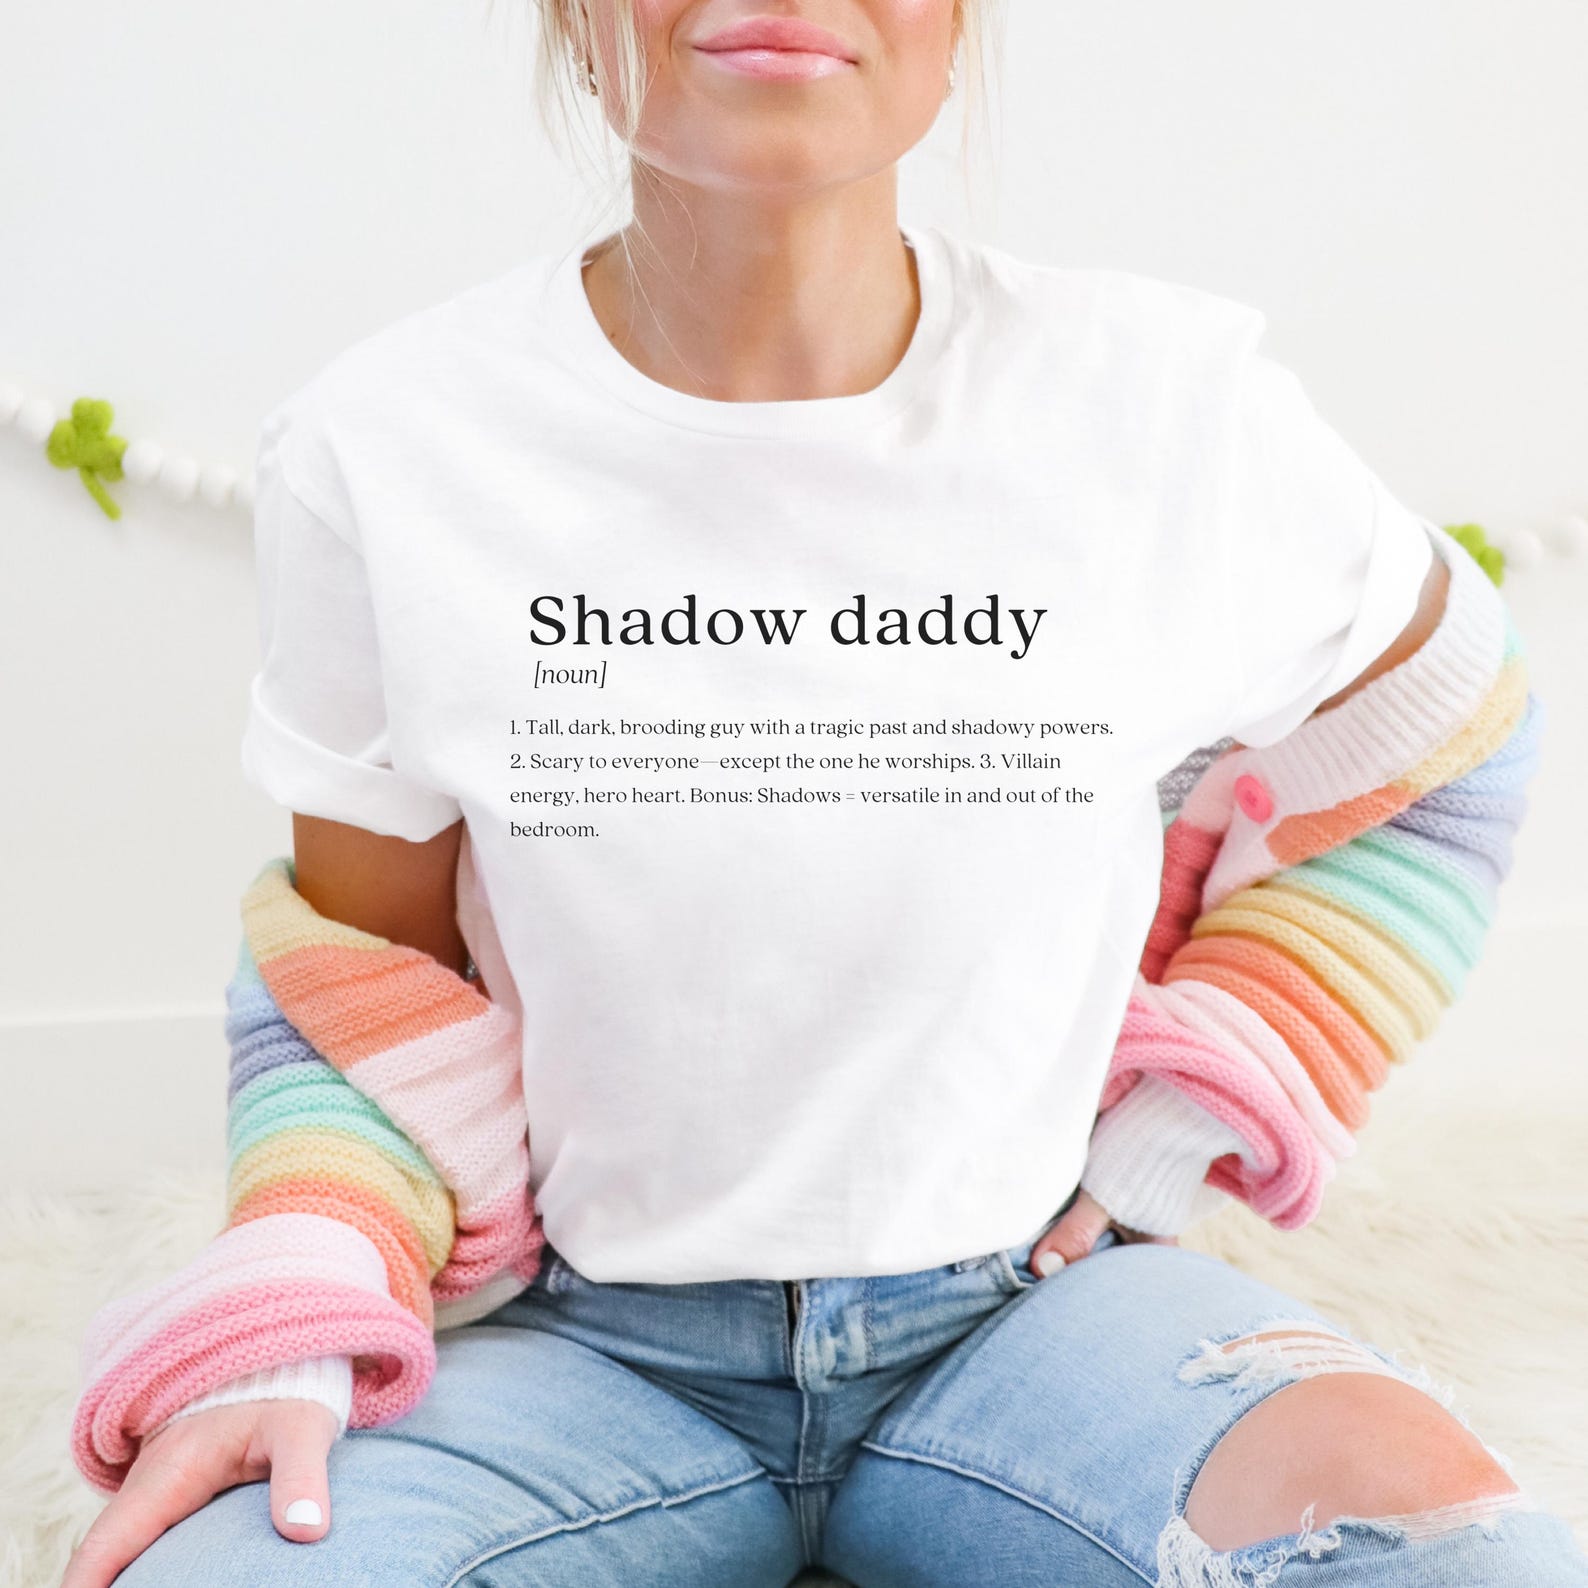 Shadow daddy
[noun]
1. Tall, dark, brooding guy with a tragic past and shadowy powers.
2. Scary to everyone—except the one he worships. 3. Villain
energy, hero heart. Bonus: Shadows = versatile in and out of the
bedroom.